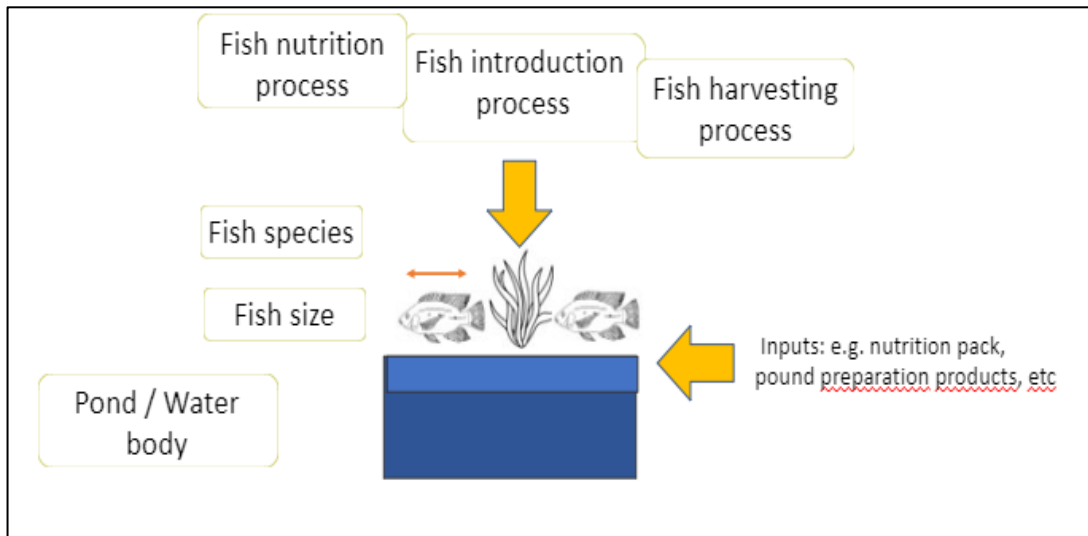 Fish nutrition
process
Fish introduction
process
Fish harvesting
process
Fish species
Fish size
Inputs: e.g. nutrition pack,
pound preparation products, etc
Pond / Water
body